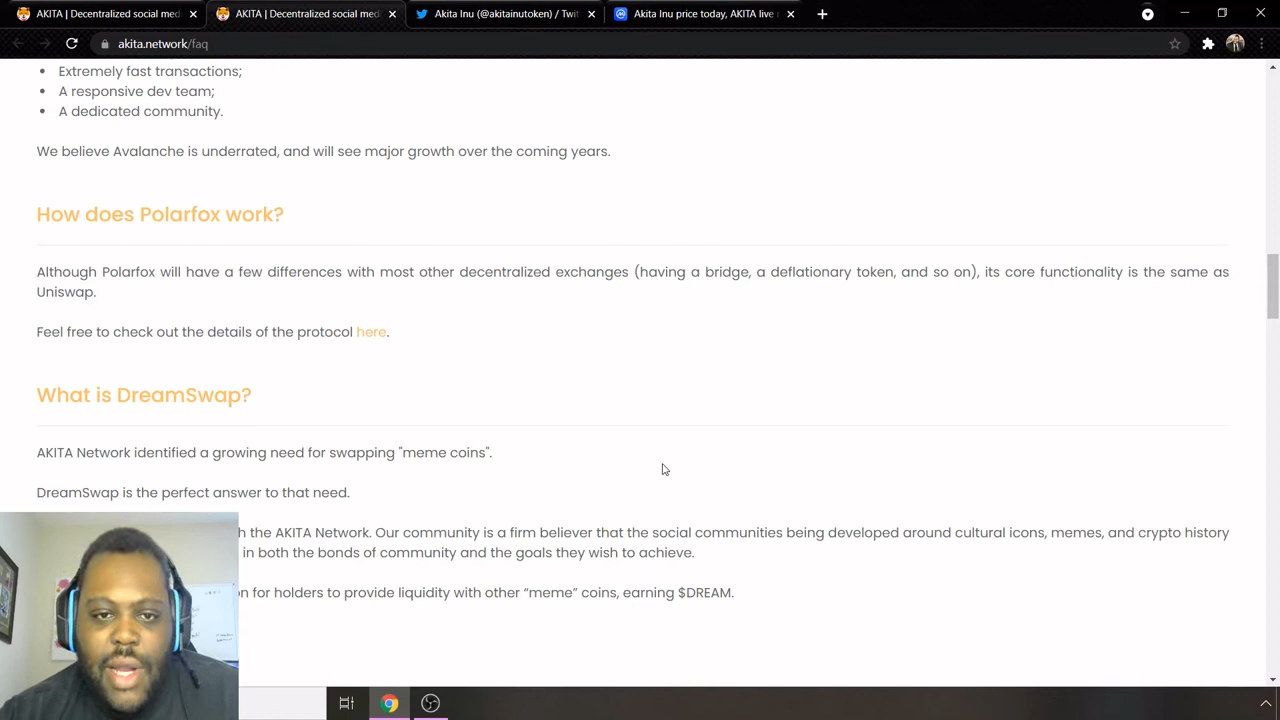 AKITA | Decentralized social med
AKITA | Decentralized social med
Akita Inu (@akitainutoken) / Twit
Akita Inu price today, AKITA live
akita.network/faq
Extremely fast transactions;
A responsive dev team;
A dedicated community.
We believe Avalanche is underrated, and will see major growth over the coming years.
How does Polarfox work?
Although Polarfox will have a few differences with most other decentralized exchanges (having a bridge, a deflationary token, and so on), its core functionality is the same as
Uniswap.
Feel free to check out the details of the protocol here.
What is DreamSwap?
AKITA Network identified a growing need for swapping "meme coins".
DreamSwap is the perfect answer to that need.
h the AKITA Network. Our community is a firm believer that the social communities being developed around cultural icons, memes, and crypto history
in both the bonds of community and the goals they wish to achieve.
on for holders to provide liquidity with other “meme” coins, earning $DREAM.